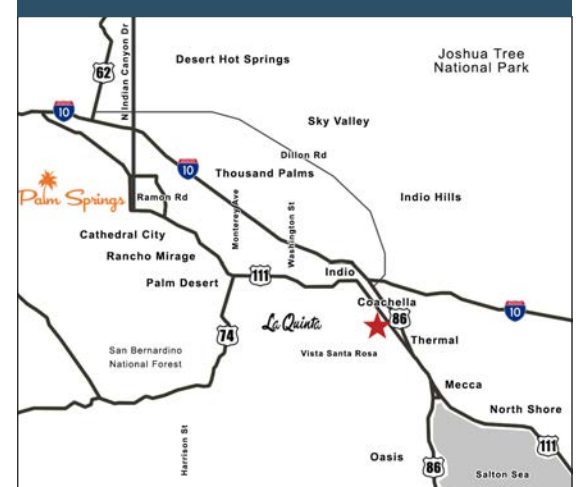 Joshua Tree
National Park
Desert Hot Springs
62
N Indian Canyon Dr
10
Sky Valley
Dillon Rd
10
Thousand Palms
Palm Springs
Ramon Rd
Monterey Ave
Indio Hills
Washington St
Cathedral City
Rancho Mirage
Indio
111
Palm Desert
Coachella
10
La Quinta
86
74
Thermal
Vista Santa Rosa
San Bernardino
National Forest
Mecca
North Shore
111
Harrison St
Oasis
86
Salton Sea